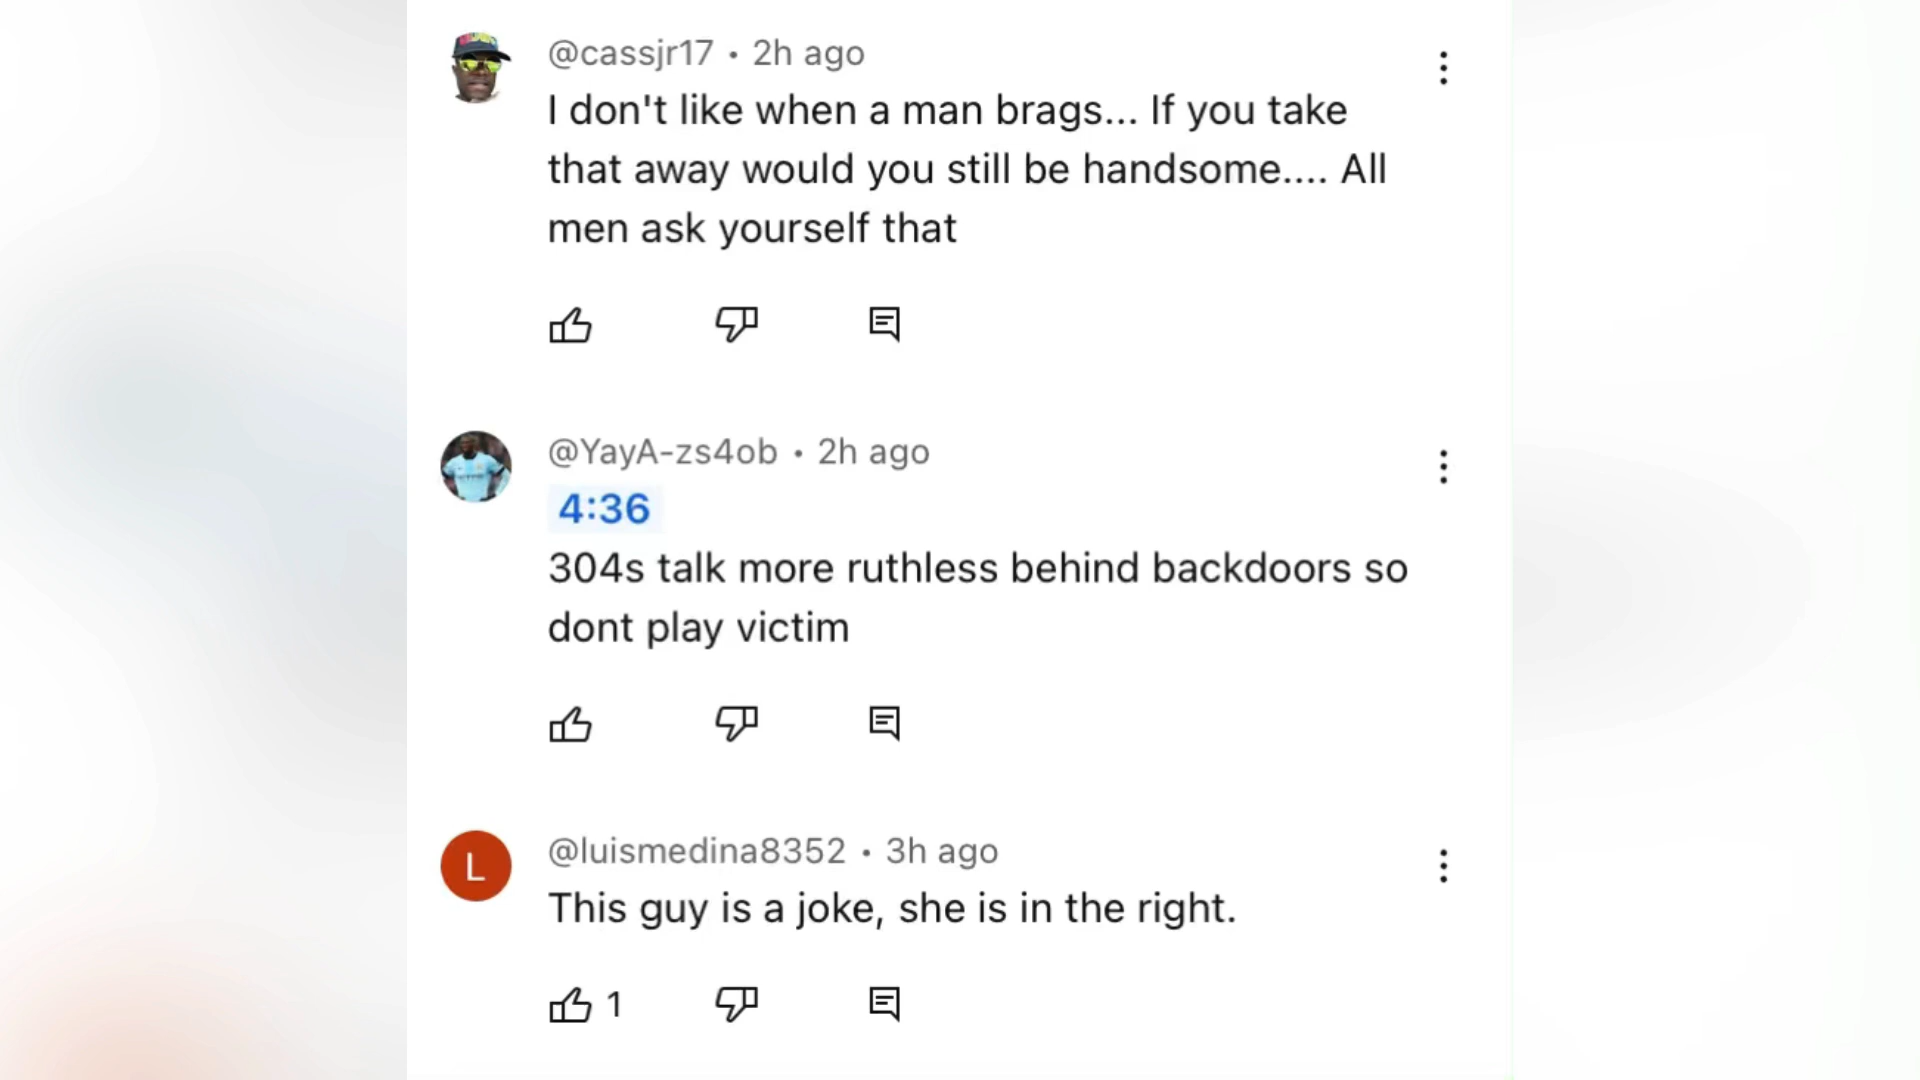 @cassjr17 • 2h ago
I don't like when a man brags... If you take
that away would you still be handsome.... All
men ask yourself that
@YayA-zs4ob • 2h ago
4:36
304s talk more ruthless behind backdoors so
dont play victim
L
@luismedina8352 • 3h ago
This guy is a joke, she is in the right.
1